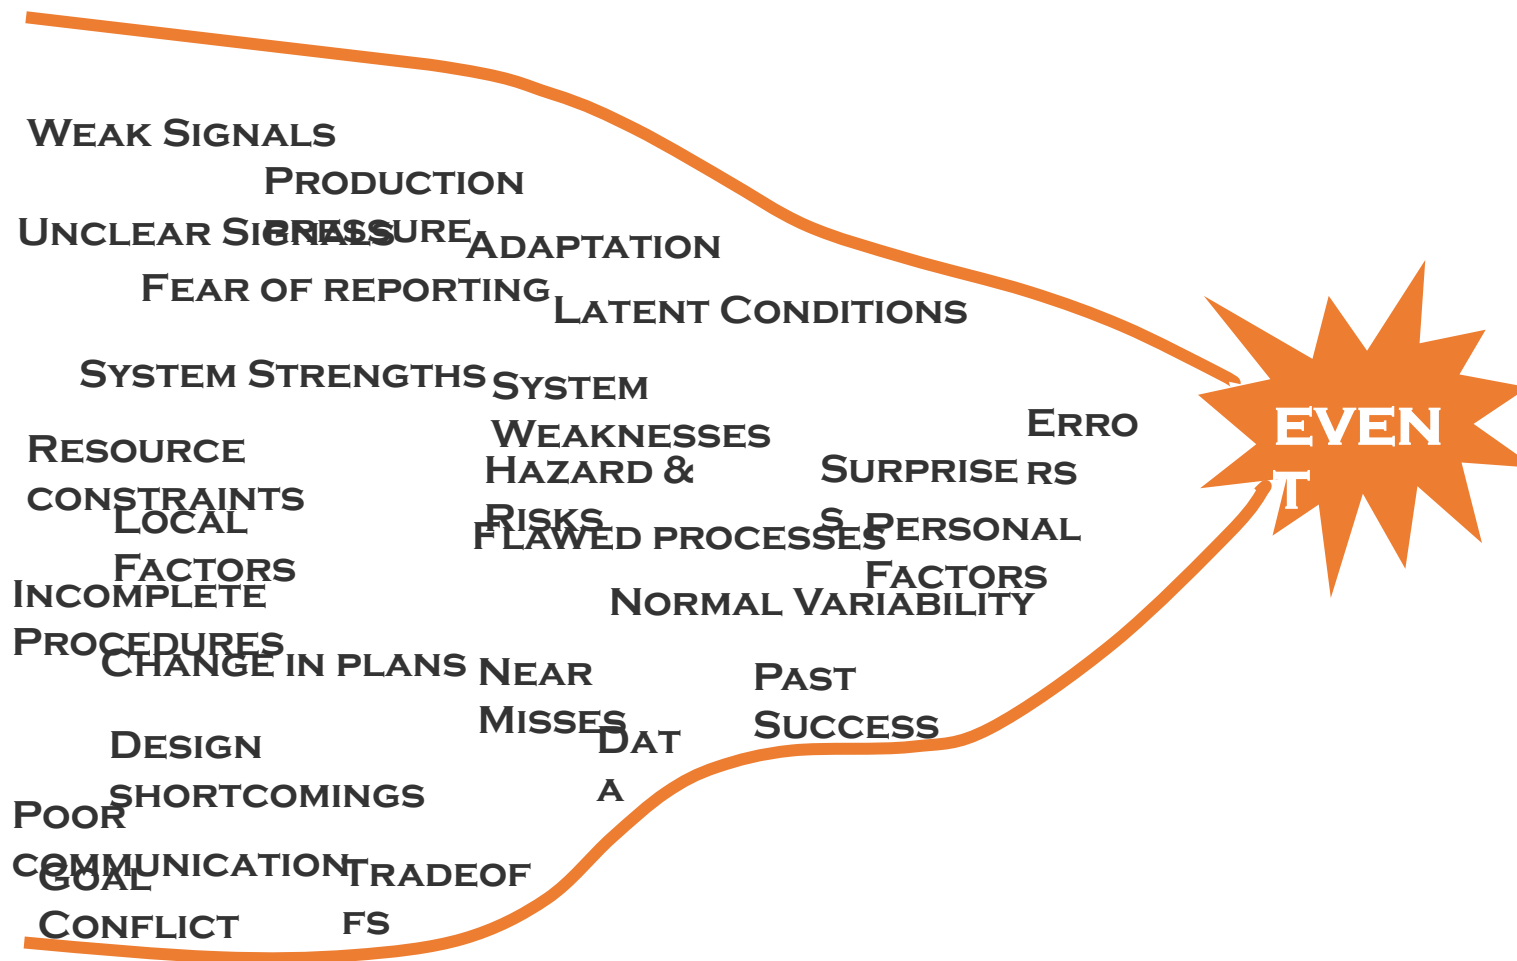 Weak Signals
Production
pressure
Unclear Signals
Adaptation
Fear of reporting
Latent Conditions
System Strengths
System
Weaknesses
Erro
rs
EVEN
T
Resource
constraints
Hazard &
Risks
Surprise
s
Local
Factors
Flawed processes
Personal
Factors
Incomplete
Procedures
Normal Variability
Change in plans
Near
Misses
Past
Success
Dat
a
Design
shortcomings
Poor
communication
Goal
Conflict
Tradeof
fs